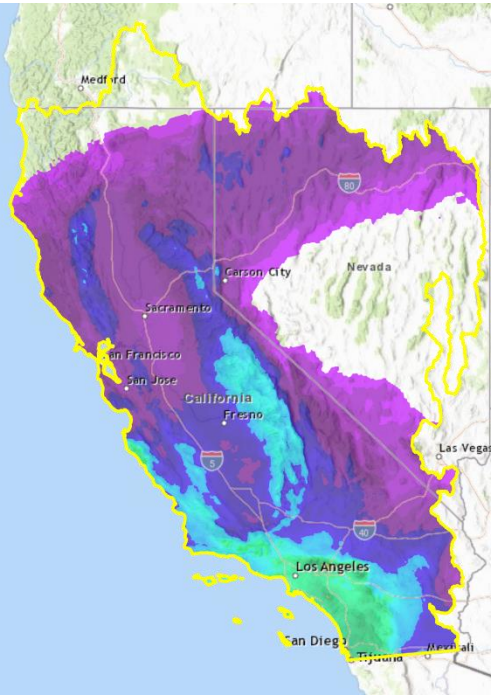 Medford
80
Carson City
Nevada
Sacramento
San Francisco
San Jose
California
Fresno
Las Vegas
5
40
Los Angeles
San Diego
Tijuana
Mexicali